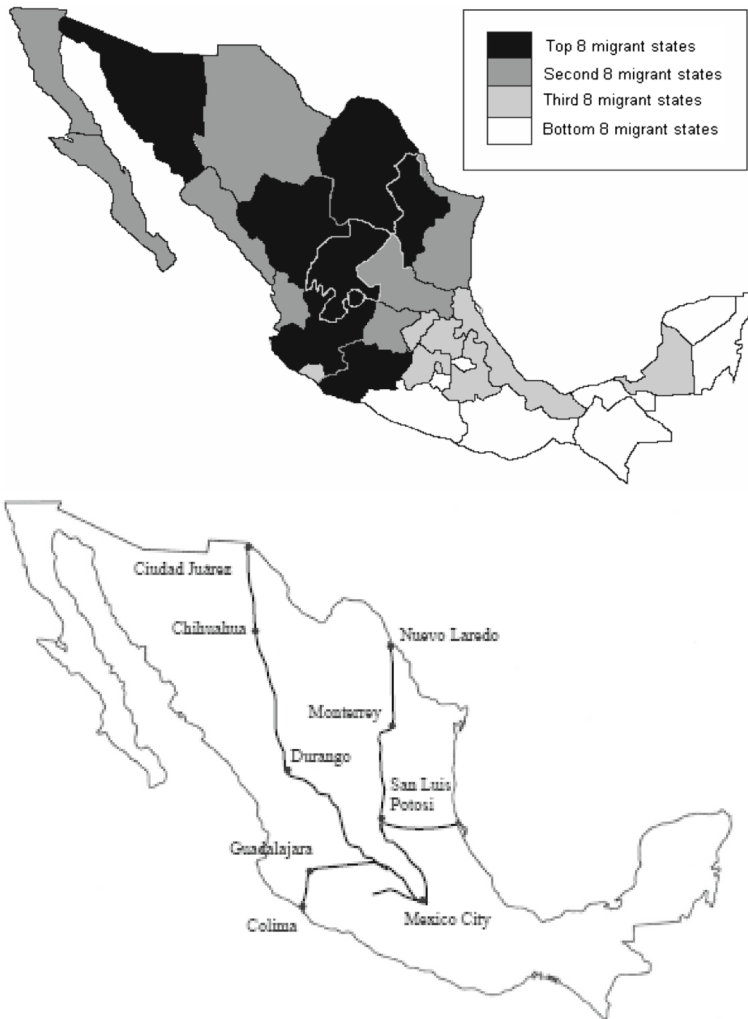 Top 8 migrant states
Second 8 migrant states
Third 8 migrant states
Bottom 8 migrant states
Ciudad Juárez
Chihuahua
Nuevo Laredo
Monterrey
Durango
San Luis
Potosi
Guadalajara
Colima
Mexico City